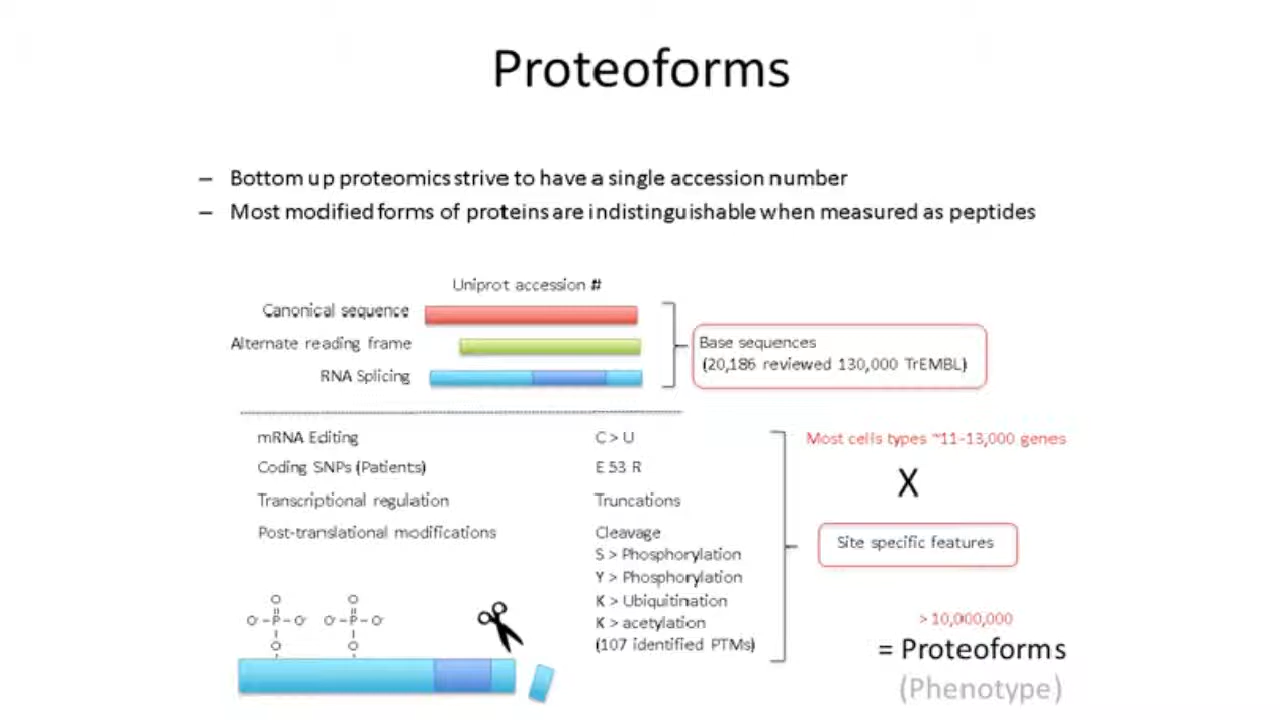 Proteoforms
– Bottom up proteomics strive to have a single accession number
– Most modified forms of proteins are indistinguishable when measured as peptides
Uniprot accession #
Canonical sequence
Alternate reading frame
RNA Splicing
Base sequences
(20,186 reviewed 130,000 TrEMBL)
mRNA Editing C > U
Coding SNPs (Patients) E 53 R
Transcriptional regulation Truncations
Post-translational modifications Cleavage
S > Phosphorylation
Y > Phosphorylation
K > Ubiquitination
K > acetylation
(107 identified PTMs)
Most cells types ~11-13,000 genes
X
Site specific features
> 10,000,000
= Proteoforms
(Phenotype)
O O
O-P-O O-P-O
O O